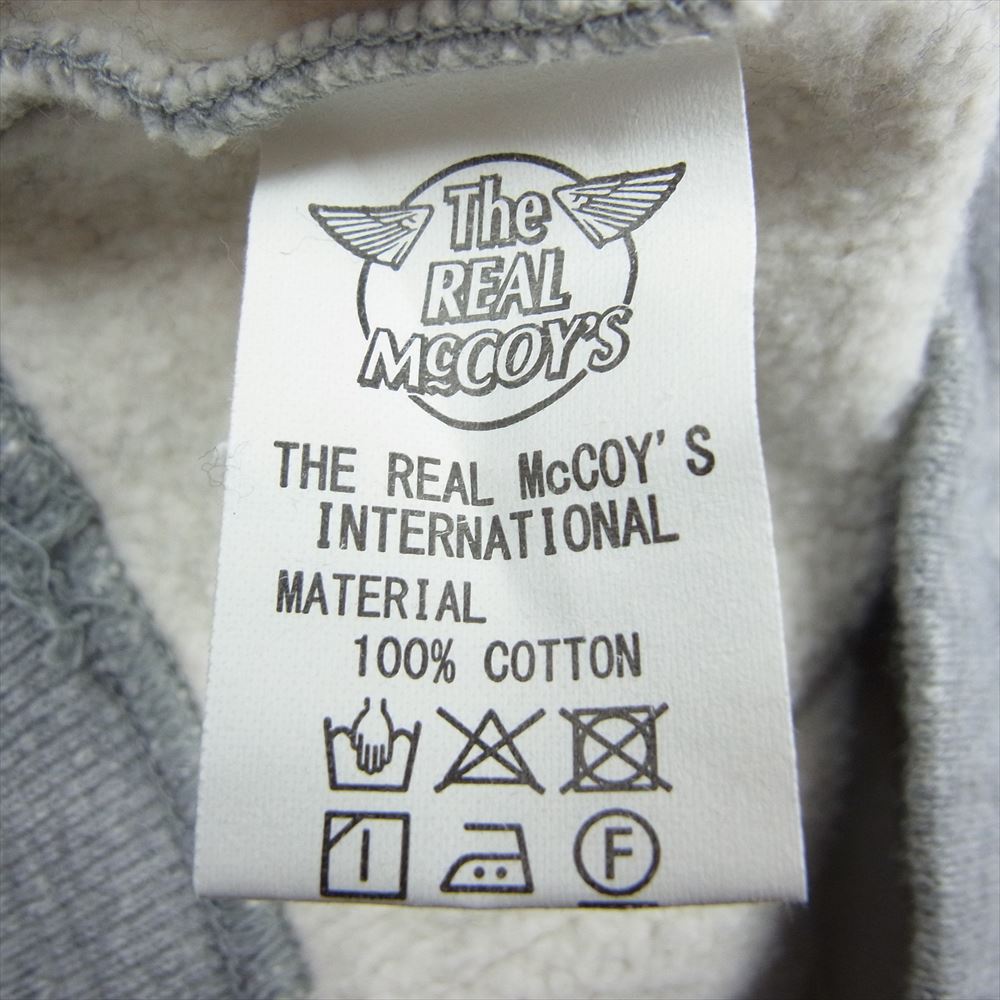 The
REAL
McCOY'S
THE REAL McCOY'S
INTERNATIONAL
MATERIAL
100% COTTON
F